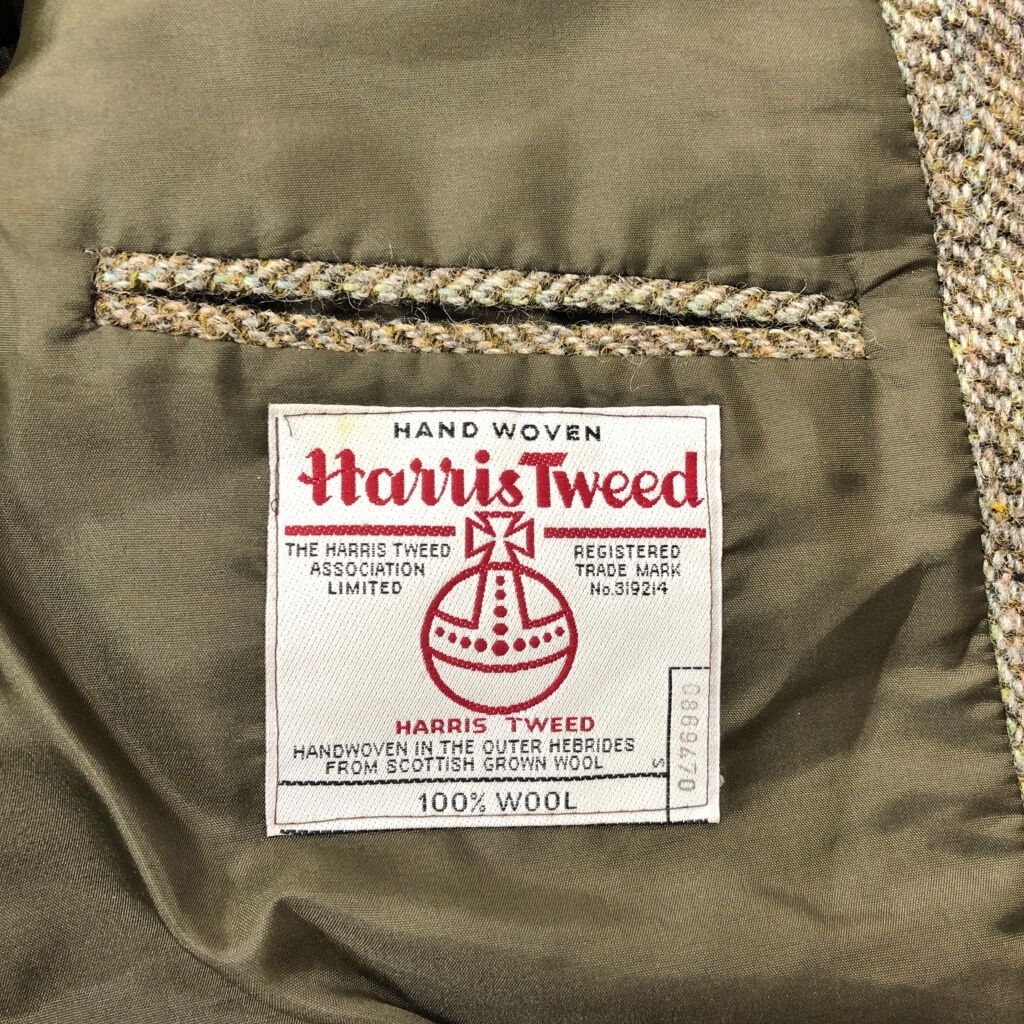 HAND WOVEN
Harris Tweed
THE HARRIS TWEED
ASSOCIATION
LIMITED
REGISTERED
TRADE MARK
No.319214
HARRIS TWEED
HANDWOVEN IN THE OUTER HEBRIDES
FROM SCOTTISH GROWN WOOL
S
0869470
100% WOOL